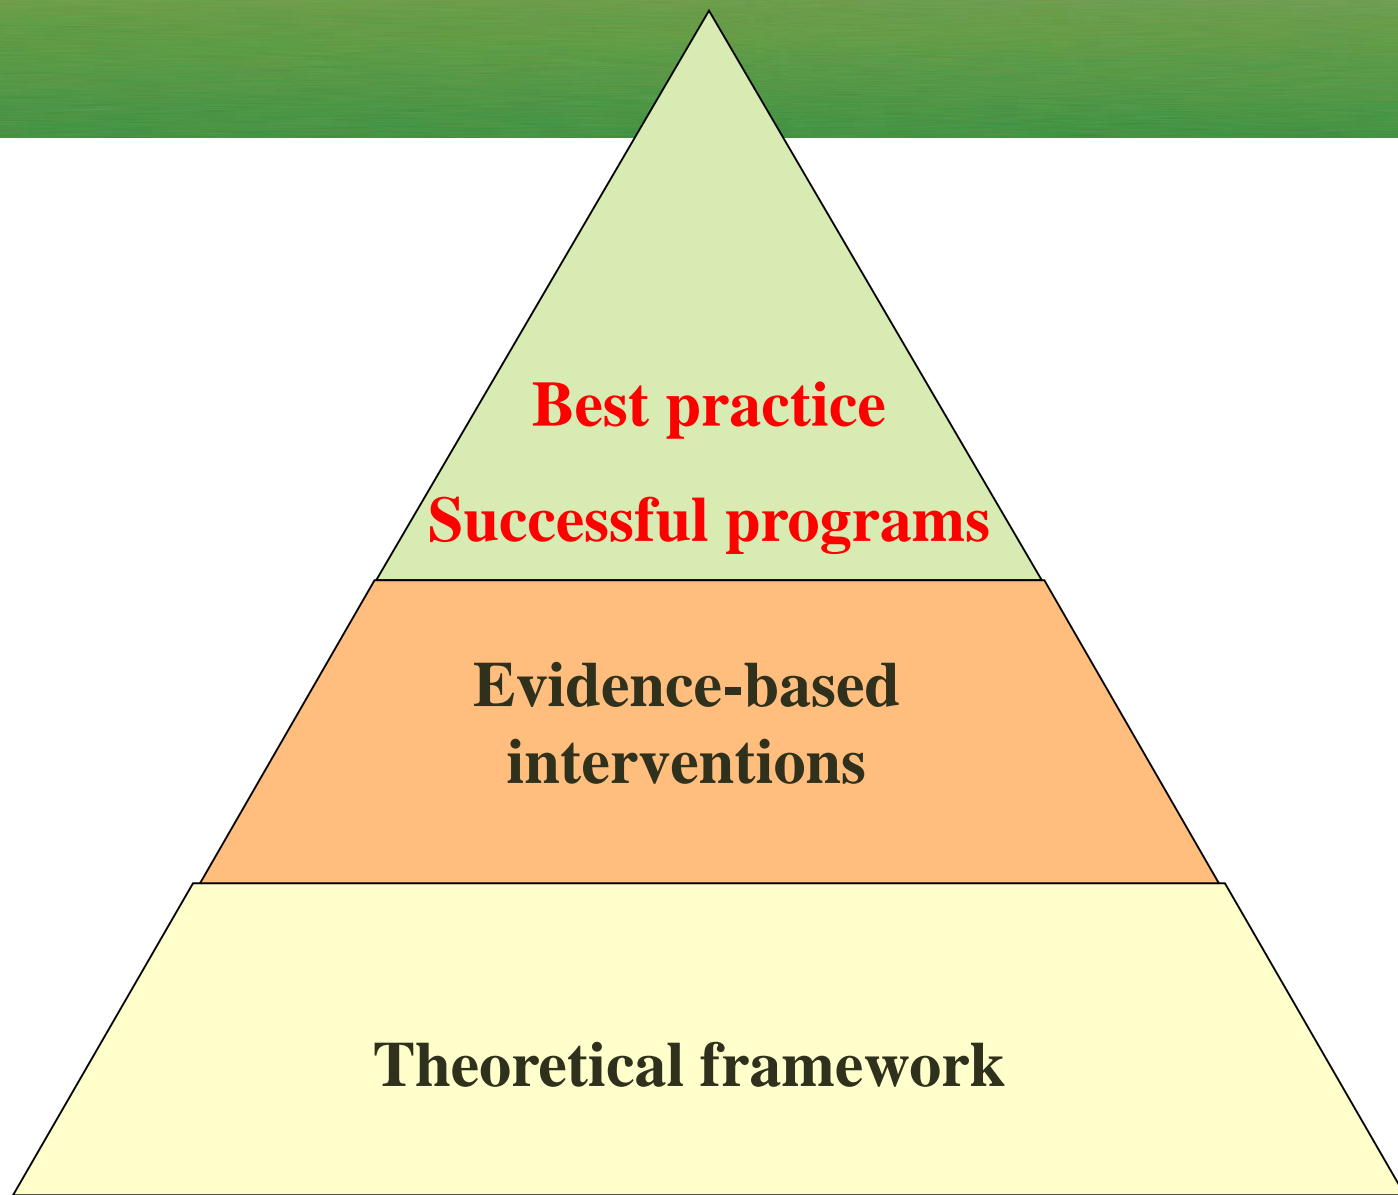 Best practice
Successful programs
Evidence-based
interventions
Theoretical framework